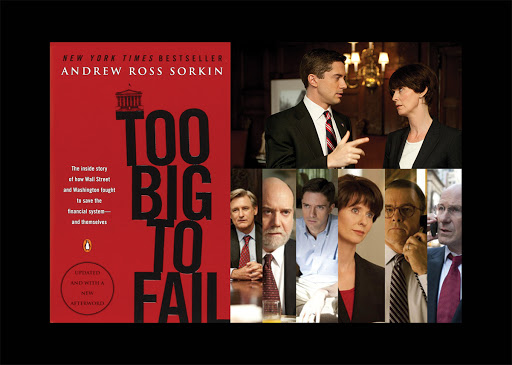 NEW YORK TIMES BESTSELLER
ANDREW ROSS SORKIN
TOO
BIG
TO
FAIL
The inside story
of how Wall Street
and Washington fought
to save the
financial system—
and themselves
UPDATED
AND WITH A
NEW
AFTERWORD